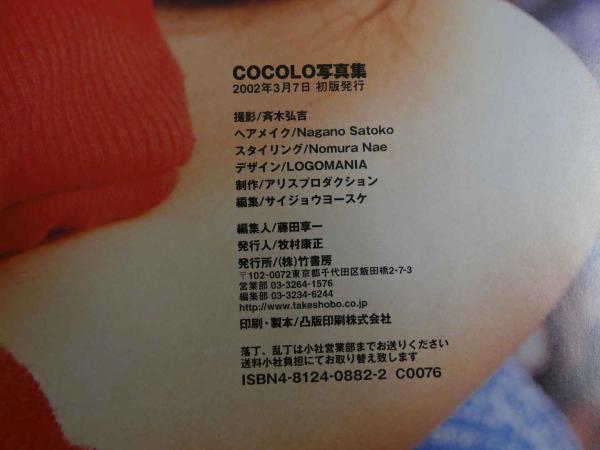 COCOLO写真集
2002年3月7日 初版発行
撮影/斉木弘吉
ヘアメイク/Nagano Satoko
スタイリング/Nomura Nae
デザイン/LOGOMANIA
制作/アリスプロダクション
編集/サイジョウヨースケ
編集人/藤田享一
発行人/牧村康正
発行所/(株)竹書房
〒102-0072東京都千代田区飯田橋2-7-3
営業部 03-3264-1576
編集部 03-3234-6244
http://www.takeshobo.co.jp
印刷・製本/凸版印刷株式会社
落丁、乱丁は小社営業部までお送りください
送料小社負担にてお取り替え致します
ISBN4-8124-0882-2 C0076